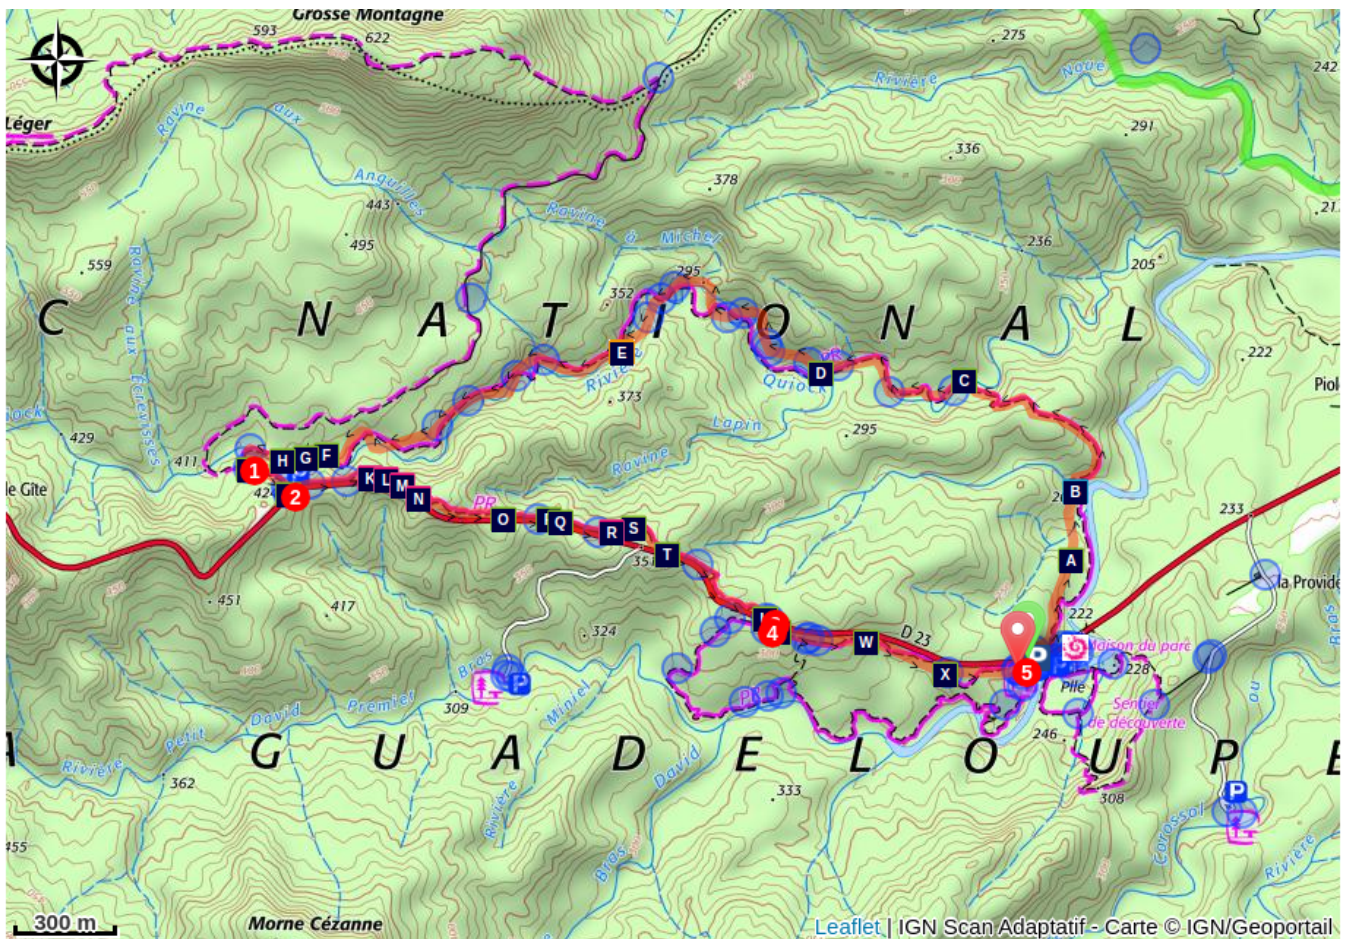 Grosse Montagne
593
622
275
242
Rivière
Noue
Léger
Ravine
aux
Anguilles
291
336
378
443
495
559
Ravine
à
Michel
295
236
205
352
Ravine aux Écrevisses
C N A T I O N A L
222
E
D
C
Quiock
373
Lapin
Ravine
295
429
411
H
G
F
1
2
le Gîte
K
L
M
N
PR
O
Q
R
S
T
351
B
A
233
451
417
324
222
4
W
D 23
X
5
Maison du parc
228
Sentier
de découverte
246
308
la Provide
Bras
309
Bras
David
Premier
Petit
Rivière
Miniel
Rivière
David
Bras
362
333
G U A D E L O U P E
P
Corossol
Rivière
455
Morne Cézanne
300 m
Leaflet | IGN Scan Adaptatif - Carte © IGN/Geoportail